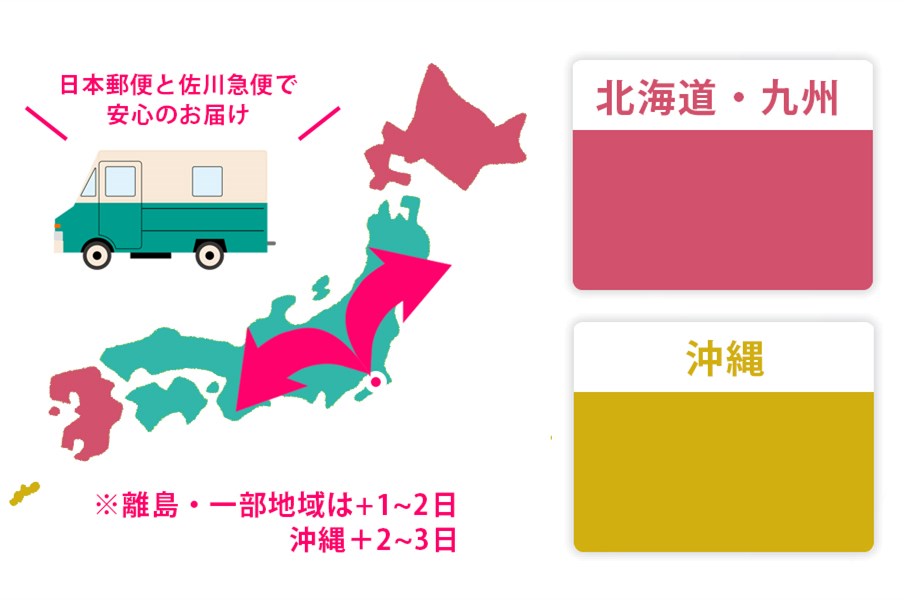 日本郵便と佐川急便で
安心のお届け
北海道・九州
沖縄
※離島・一部地域は+1~2日
沖縄＋2~3日